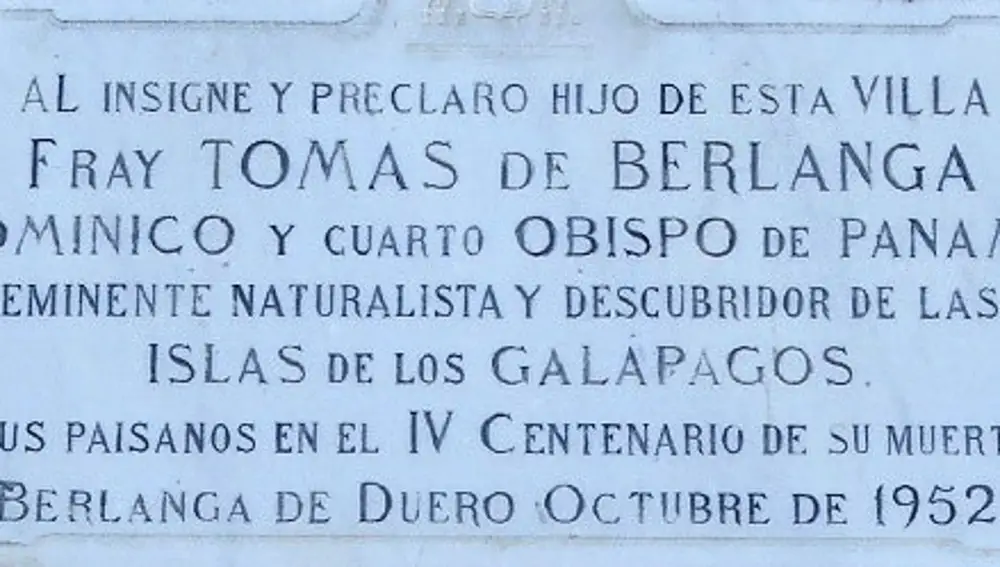 AL INSIGNE Y PRECLARO HIJO DE ESTA VILLA
FRAY TOMAS DE BERLANGA
OMINICO Y CUARTO OBISPO DE PANA
EMINENTE NATURALISTA Y DESCUBRIDOR DE LAS
ISLAS DE LOS GALÁPAGOS.
US PAISANOS EN EL IV CENTENARIO DE SU MUERT
BERLANGA DE DUERO OCTUBRE DE 1952